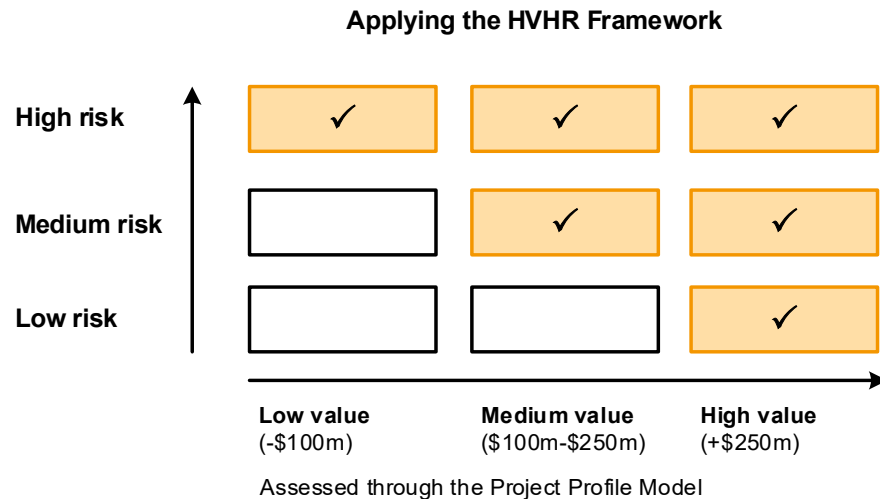 Applying the HVHR Framework
High risk
✓ ✓ ✓
Medium risk
✓ ✓
Low risk
✓
Low value Medium value High value
(-$100m) ($100m-$250m) (+$250m)
Assessed through the Project Profile Model